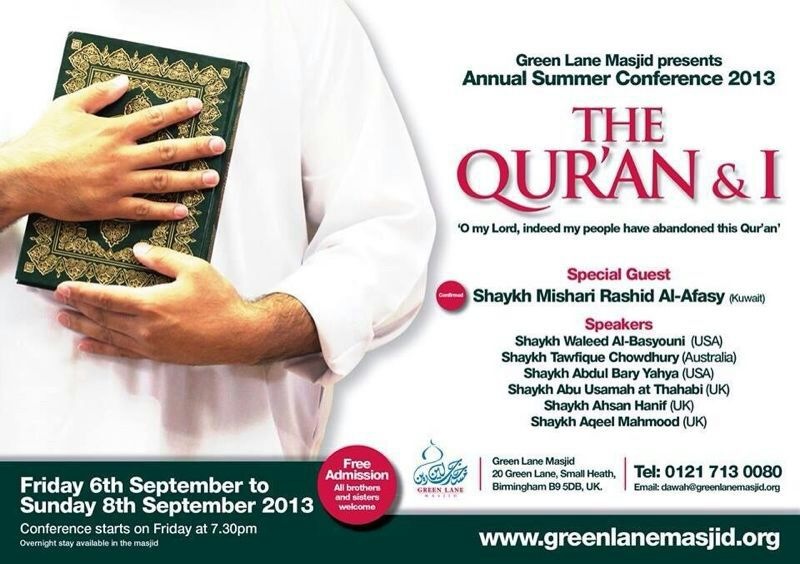 Green Lane Masjid presents
Annual Summer Conference 2013
THE
QUR'AN & I
'O my Lord, indeed my people have abandoned this Qur'an'
Special Guest
Confirmed Shaykh Mishari Rashid Al-Afasy (Kuwait)
Speakers
Shaykh Waleed Al-Basyouni (USA)
Shaykh Tawfique Chowdhury (Australia)
Shaykh Abdul Bary Yahya (USA)
Shaykh Abu Usamah at Thahabi (UK)
Shaykh Ahsan Hanif (UK)
Shaykh Aqeel Mahmood (UK)
Free
Admission
All brothers
and sisters
welcome
GREEN LANE
MASJID
Green Lane Masjid
20 Green Lane, Small Heath,
Birmingham B9 5DB, UK.
Tel: 0121 713 0080
Email: dawah@greenlanemasjid.org
Friday 6th September to
Sunday 8th September 2013
Conference starts on Friday at 7.30pm
Overnight stay available in the masjid
www.greenlanemasjid.org